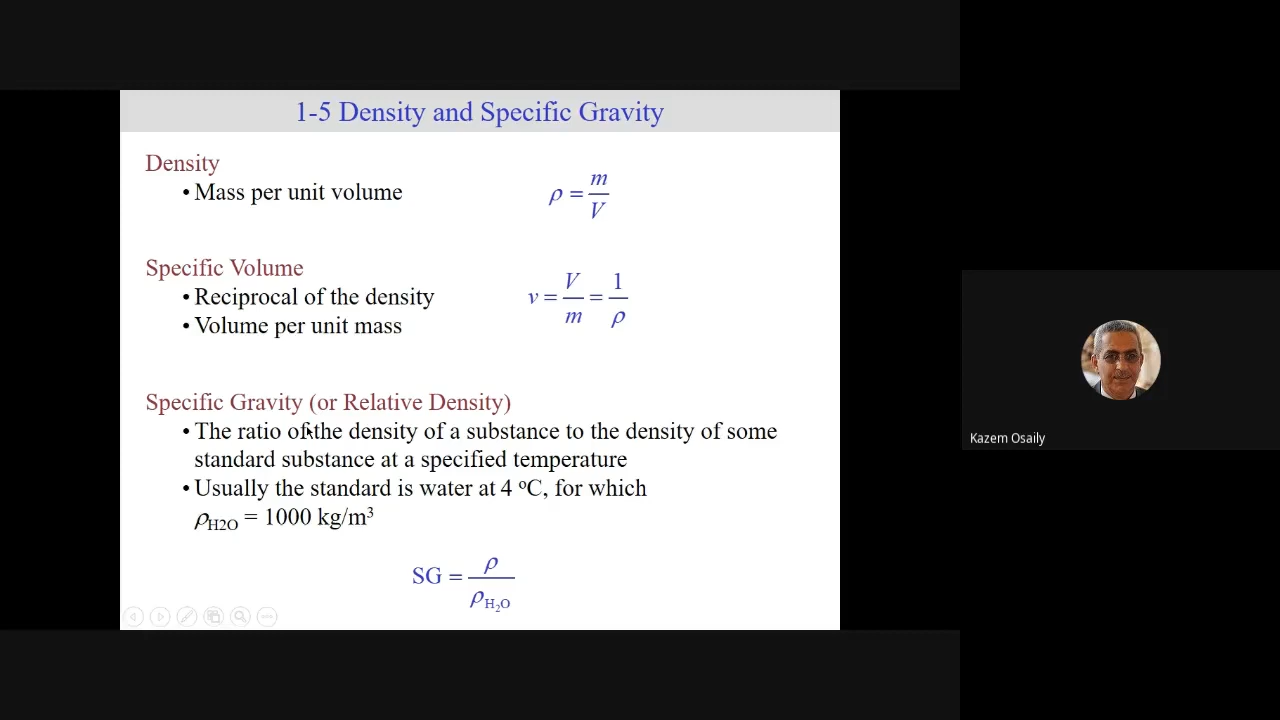 1-5 Density and Specific Gravity
Density
• Mass per unit volume
ρ = m/V
Specific Volume
• Reciprocal of the density
• Volume per unit mass
v = V/m = 1/ρ
Specific Gravity (or Relative Density)
• The ratio of the density of a substance to the density of some
standard substance at a specified temperature
• Usually the standard is water at 4 ºC, for which
ρH2O = 1000 kg/m³
SG = ρ/ρH₂O
Kazem Osaily